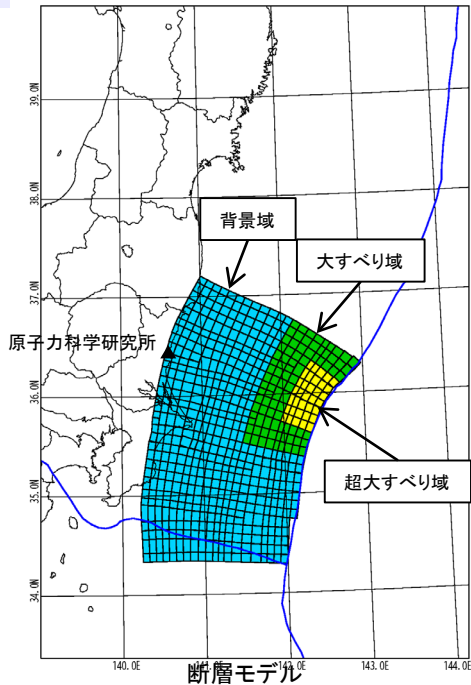 39.0N
38.0N
背景域
大すべり域
37.0N
原子力科学研究所
36.0N
超大すべり域
35.0N
34.0N
140.0E
141.0E
142.0E
143.0E
144.0E
断層モデル